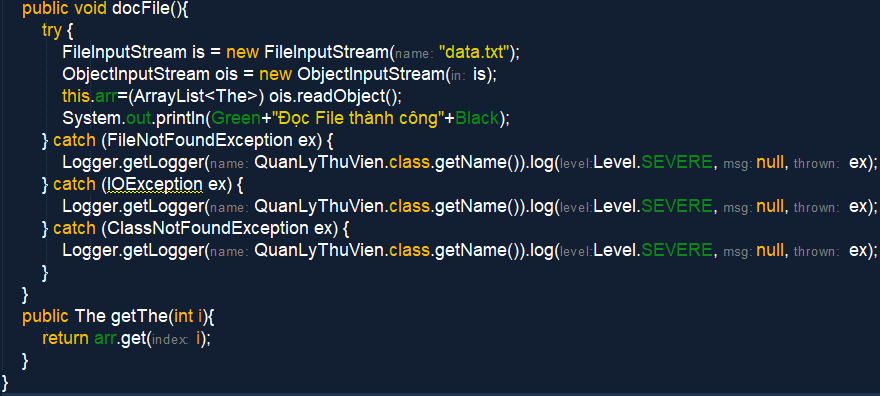 public void docFile(){
try {
FileInputStream is = new FileInputStream(name: "data.txt");
ObjectInputStream ois = new ObjectInputStream(in: is);
this.arr=(ArrayList<The>) ois.readObject();
System.out.println(Green+"Đọc File thành công"+Black);
} catch (FileNotFoundException ex) {
Logger.getLogger(name: QuanLyThuVien.class.getName()).log(level:Level.SEVERE, msg: null, thrown: ex);
} catch (IOException ex) {
Logger.getLogger(name: QuanLyThuVien.class.getName()).log(level:Level.SEVERE, msg: null, thrown: ex);
} catch (ClassNotFoundException ex) {
Logger.getLogger(name: QuanLyThuVien.class.getName()).log(level:Level.SEVERE, msg: null, thrown: ex);
}
}
public The getThe(int i){
return arr.get(index: i);
}
}